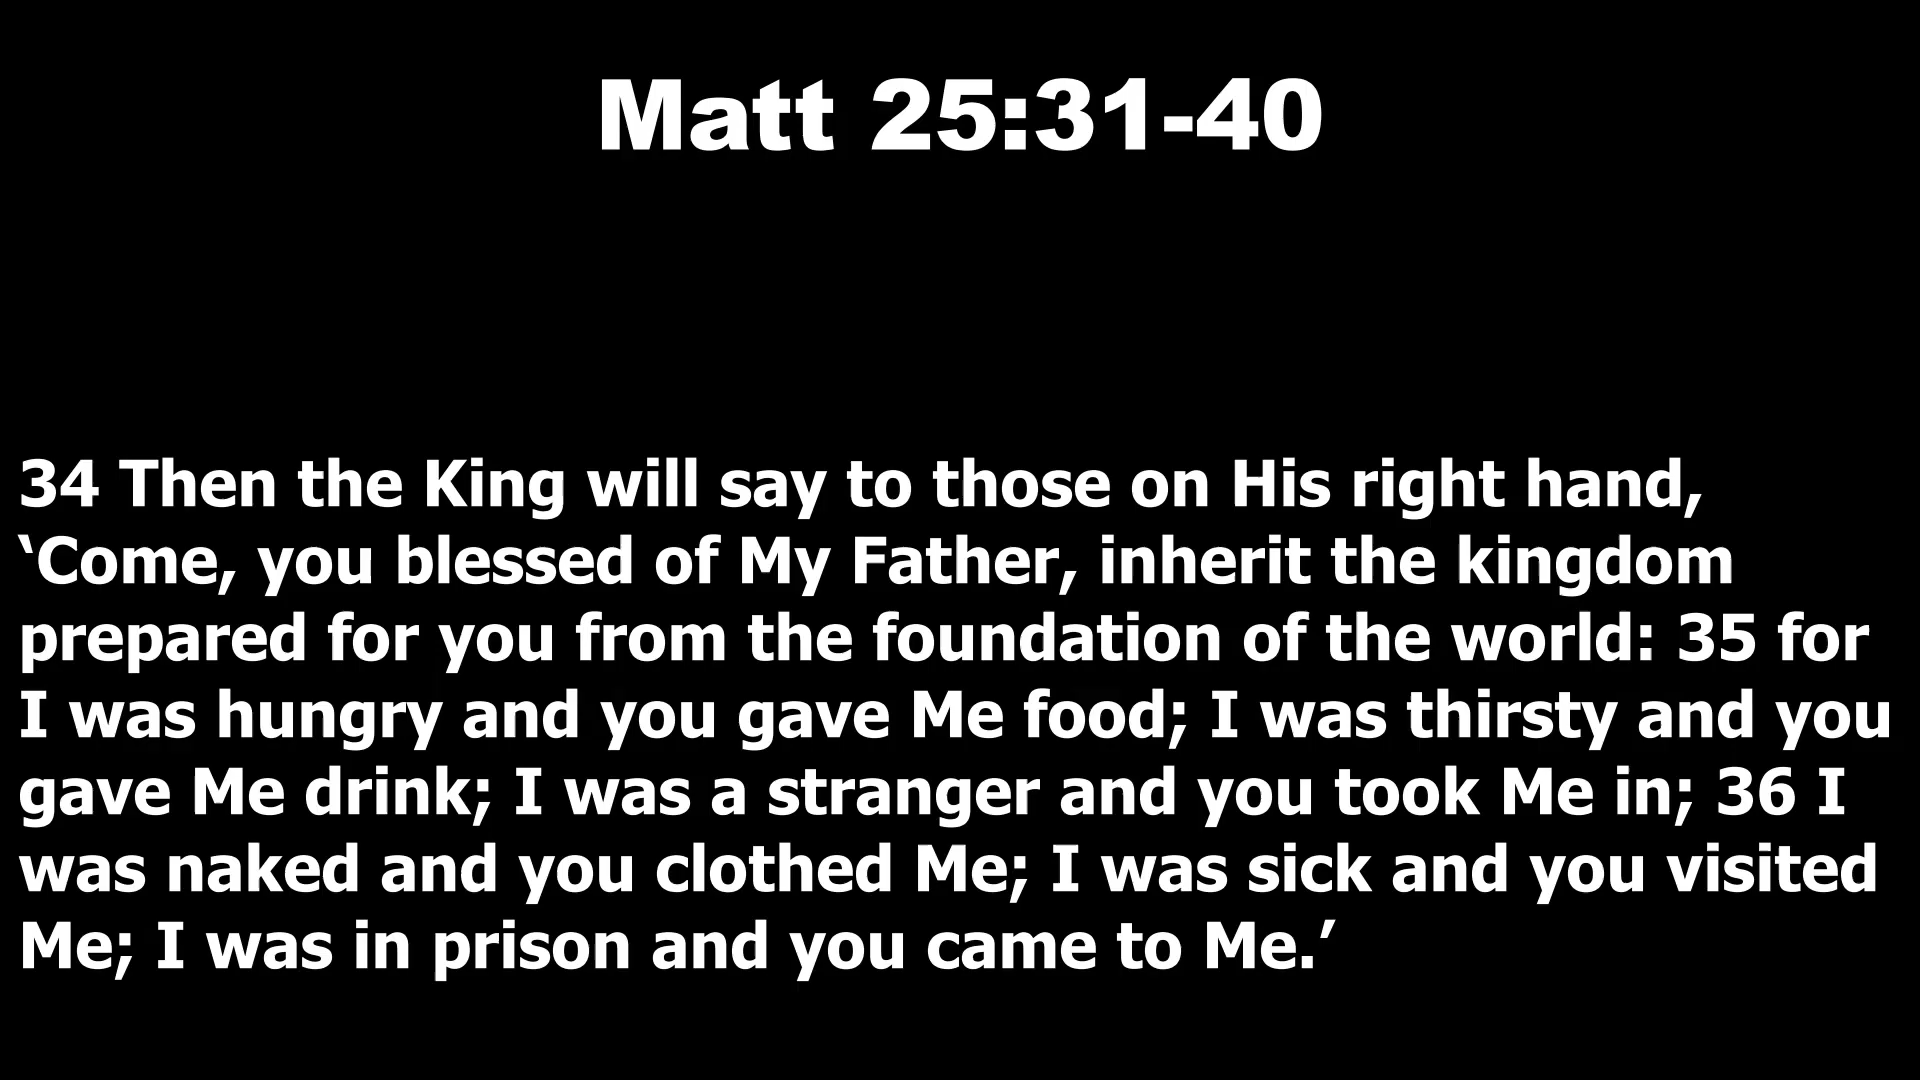 Matt 25:31-40
34 Then the King will say to those on His right hand,
‘Come, you blessed of My Father, inherit the kingdom
prepared for you from the foundation of the world: 35 for
I was hungry and you gave Me food; I was thirsty and you
gave Me drink; I was a stranger and you took Me in; 36 I
was naked and you clothed Me; I was sick and you visited
Me; I was in prison and you came to Me.’